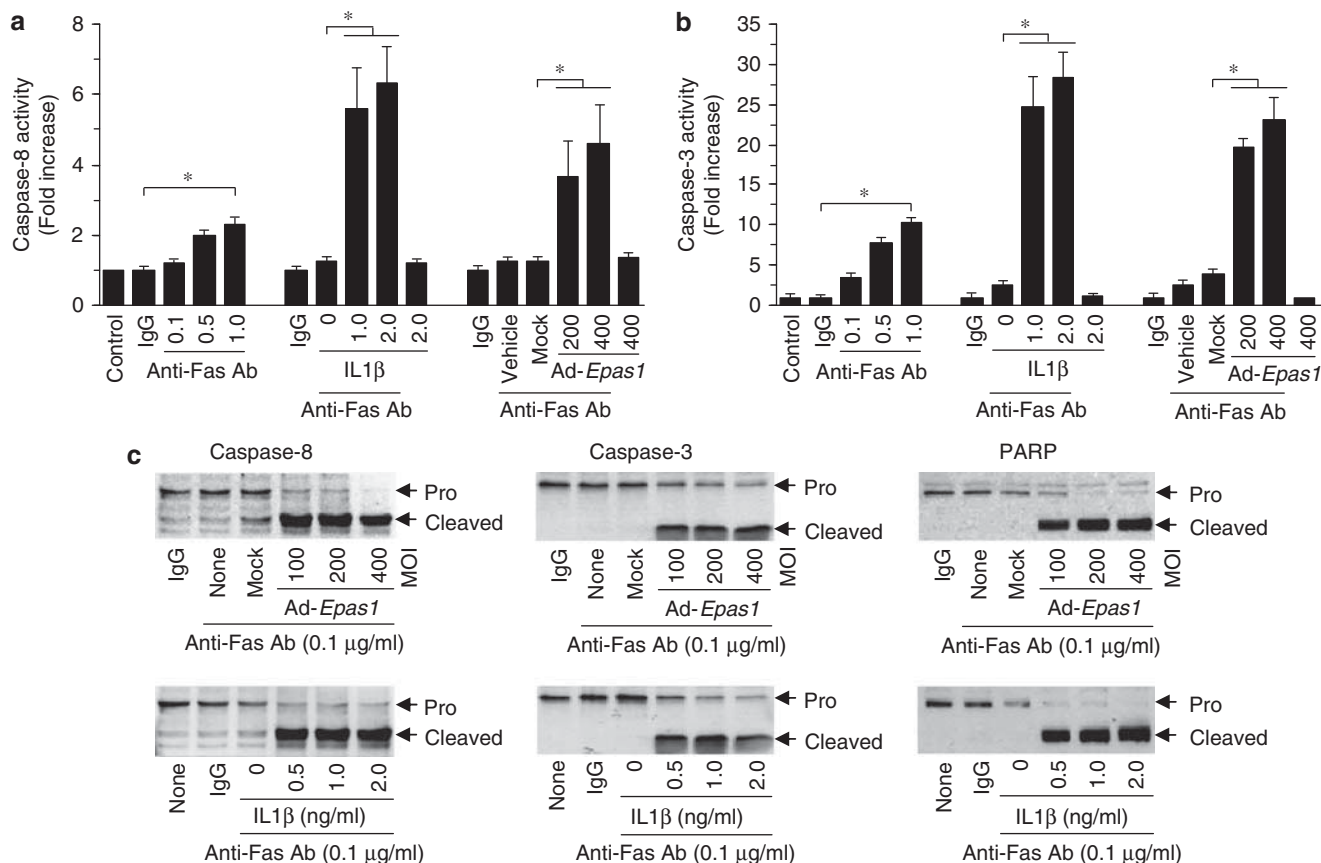 a
Caspase-8 activity
(Fold increase)
8
6
4
2
0
*
*
*
Control
IgG
0.1
0.5
1.0
Anti-Fas Ab
IgG
0
1.0
2.0
2.0
IL1β
Anti-Fas Ab
IgG
Vehicle
Mock
200
400
400
Ad-Epas1
Anti-Fas Ab
b
Caspase-3 activity
(Fold increase)
35
30
25
20
15
10
5
0
*
*
*
Control
IgG
0.1
0.5
1.0
Anti-Fas Ab
IgG
0
1.0
2.0
2.0
IL1β
Anti-Fas Ab
IgG
Vehicle
Mock
200
400
400
Ad-Epas1
Anti-Fas Ab
c
Caspase-8
Pro
Cleaved
IgG
None
Mock
100
200
400
MOI
Ad-Epas1
Anti-Fas Ab (0.1 μg/ml)
Caspase-3
Pro
Cleaved
IgG
None
Mock
100
200
400
MOI
Ad-Epas1
Anti-Fas Ab (0.1 μg/ml)
PARP
Pro
Cleaved
IgG
None
Mock
100
200
400
MOI
Ad-Epas1
Anti-Fas Ab (0.1 μg/ml)
Pro
Cleaved
None
IgG
0
0.5
1.0
2.0
IL1β (ng/ml)
Anti-Fas Ab (0.1 μg/ml)
Pro
Cleaved
None
IgG
0
0.5
1.0
2.0
IL1β (ng/ml)
Anti-Fas Ab (0.1 μg/ml)
Pro
Cleaved
None
IgG
0
0.5
1.0
2.0
IL1β (ng/ml)
Anti-Fas Ab (0.1 μg/ml)